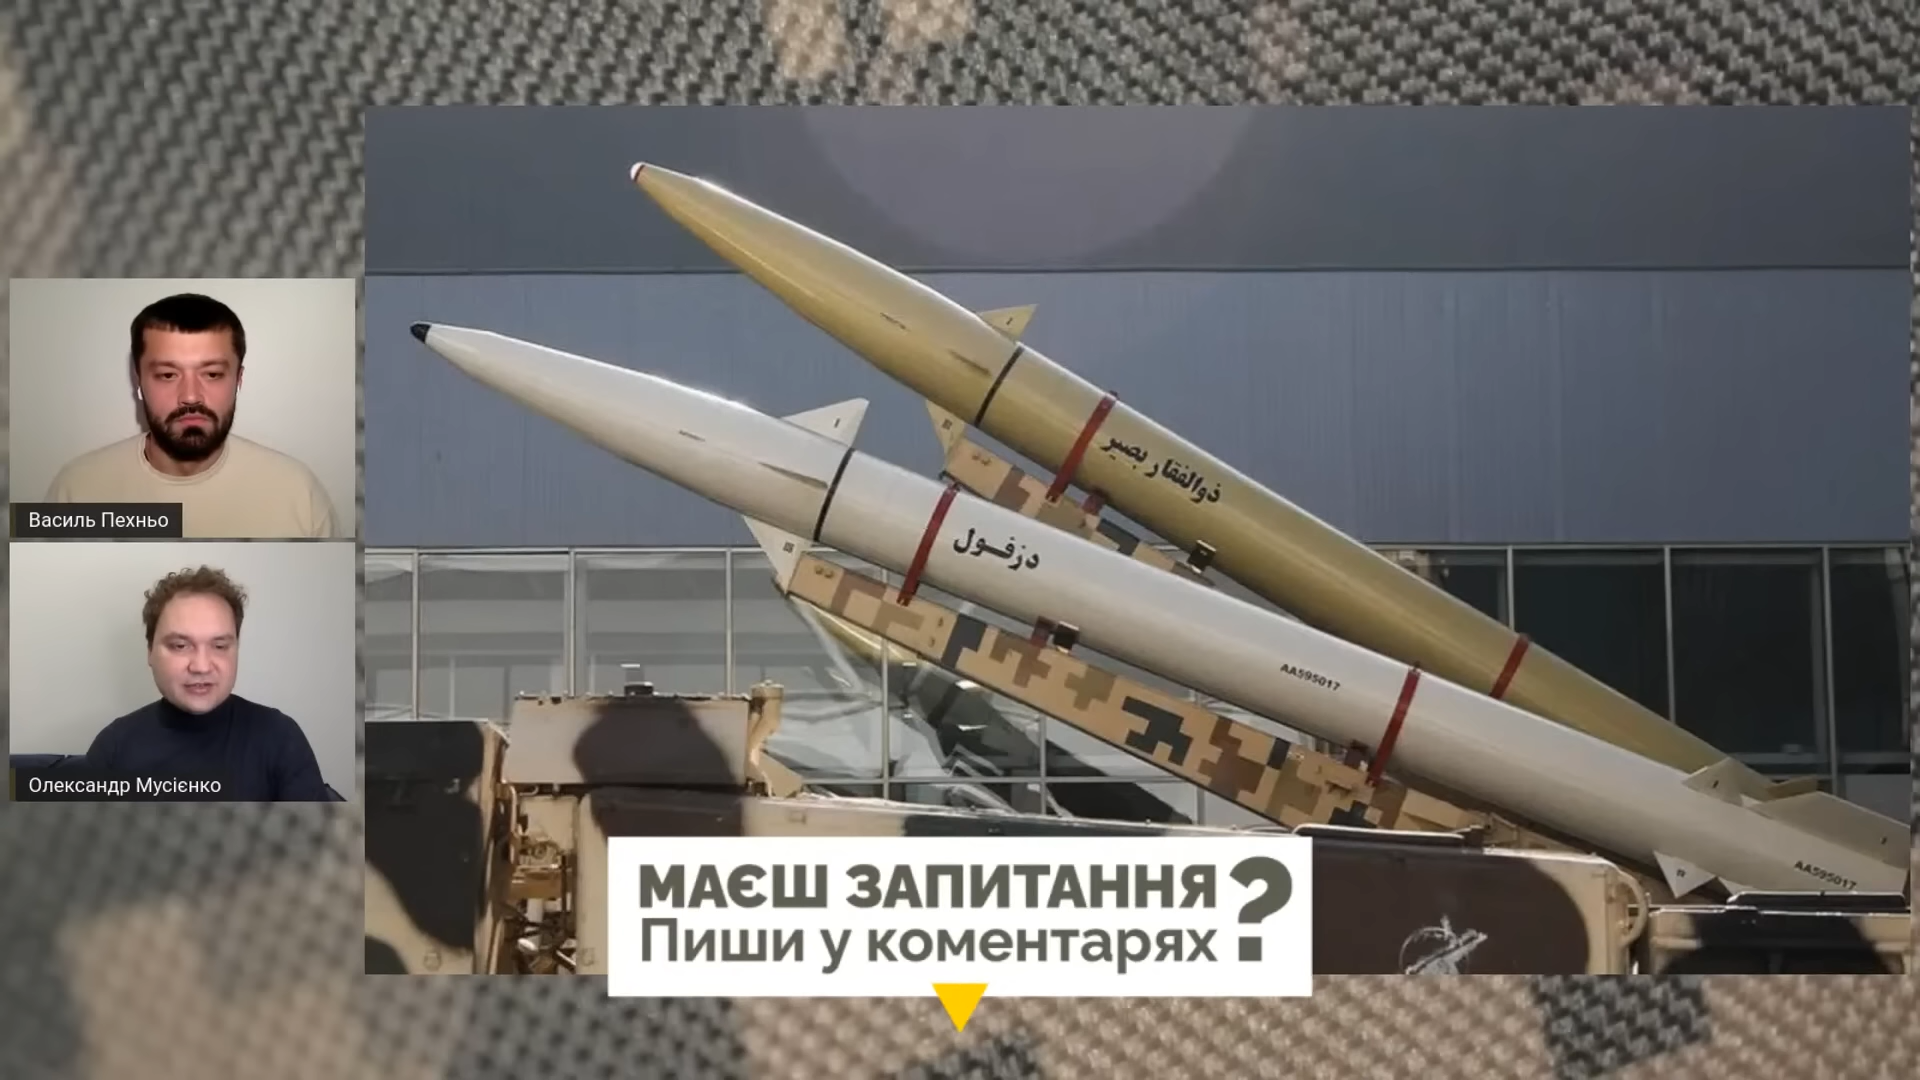 Василь Пехньо
Олександр Мусієнко
ذوالفقار بصیر
دزفول
AA595017
AA595017
МАЄШ ЗАПИТАННЯ?
Пиши у коментарях